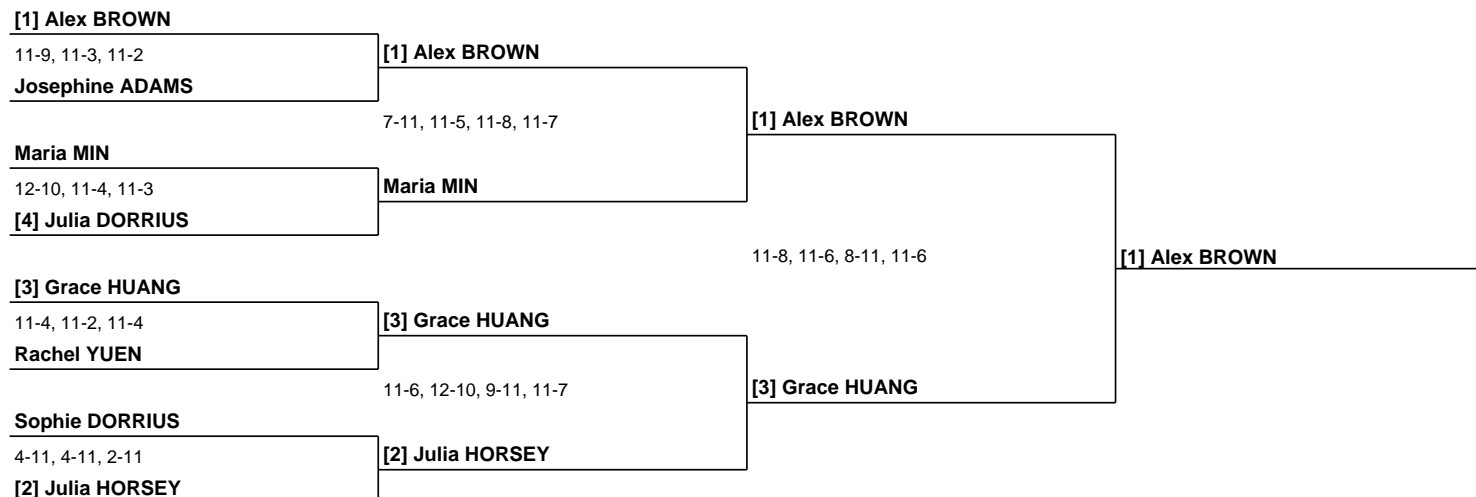 [1] Alex BROWN
11-9, 11-3, 11-2
Josephine ADAMS
Maria MIN
12-10, 11-4, 11-3
[4] Julia DORRIUS
[3] Grace HUANG
11-4, 11-2, 11-4
Rachel YUEN
Sophie DORRIUS
4-11, 4-11, 2-11
[2] Julia HORSEY
[1] Alex BROWN
7-11, 11-5, 11-8, 11-7
Maria MIN
[3] Grace HUANG
11-6, 12-10, 9-11, 11-7
[2] Julia HORSEY
[1] Alex BROWN
11-8, 11-6, 8-11, 11-6
[3] Grace HUANG
[1] Alex BROWN